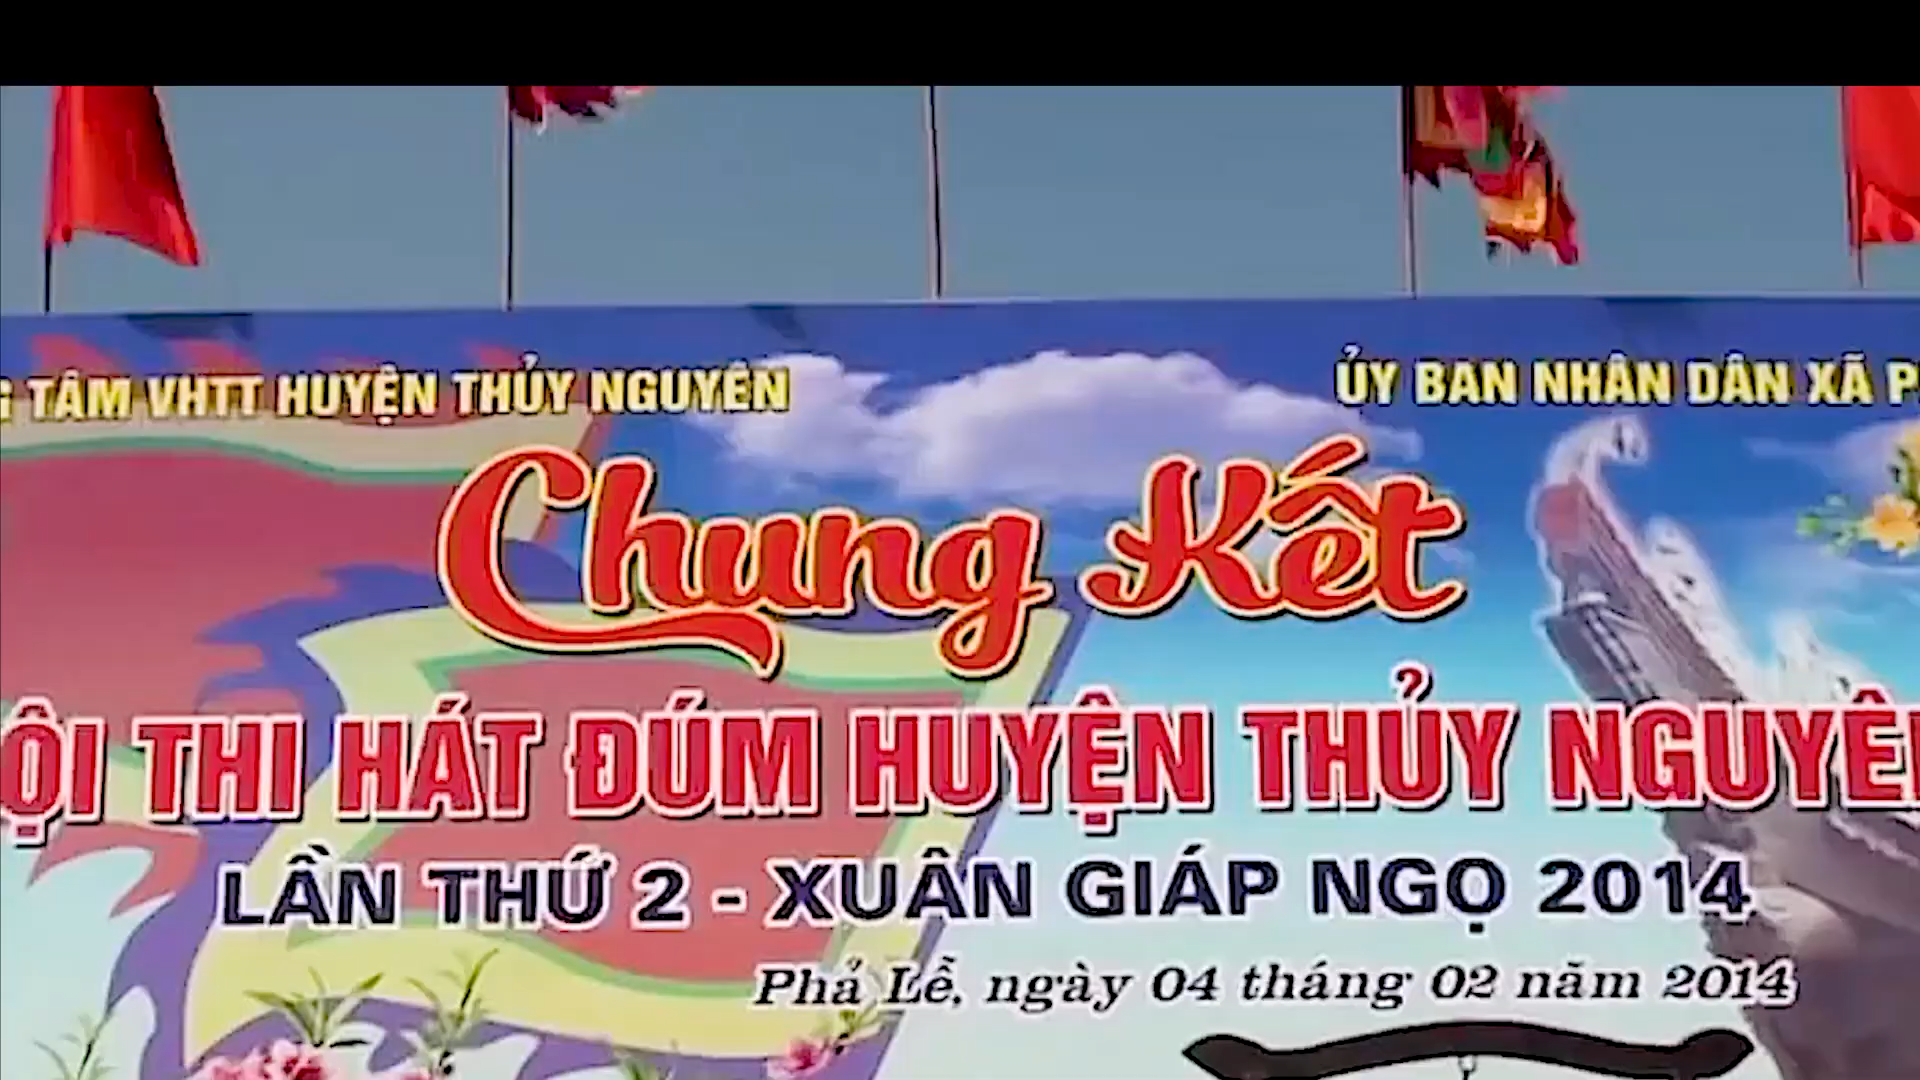 TÂM VHTT HUYỆN THỦY NGUYÊN
ỦY BAN NHÂN DÂN XÃ
Chung Kết
THI HÁT ĐÚM HUYỆN THỦY NGUYÊN
LẦN THỨ 2 - XUÂN GIÁP NGỌ 2014
Phả Lễ, ngày 04 tháng 02 năm 2014